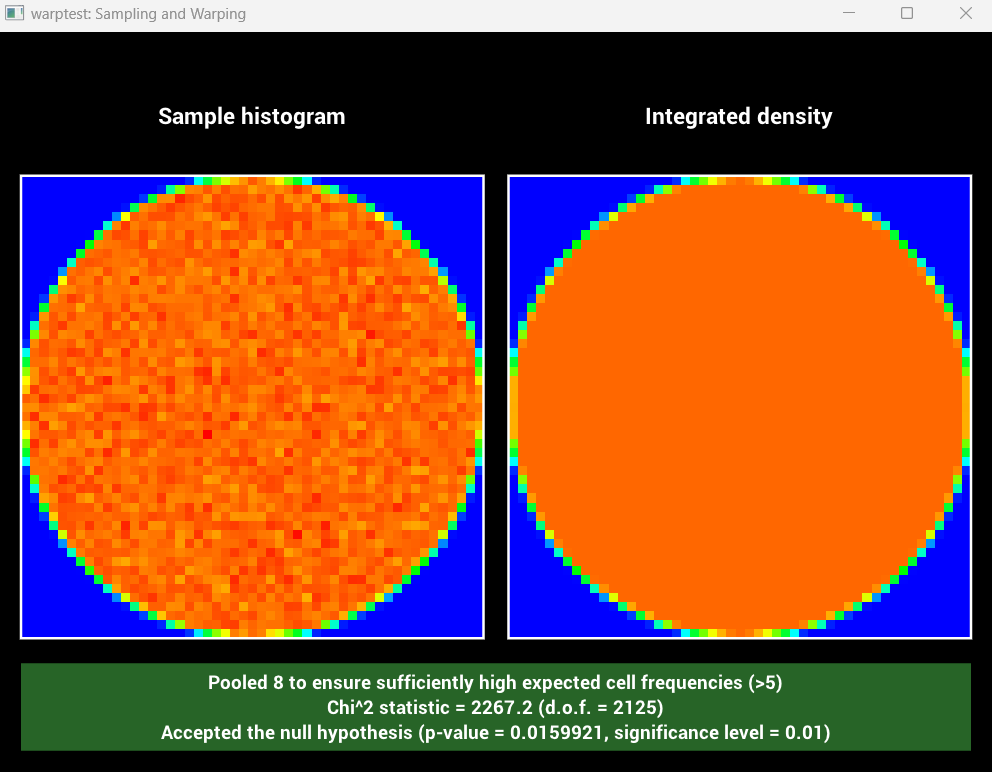 warptest: Sampling and Warping
Sample histogram
Integrated density
Pooled 8 to ensure sufficiently high expected cell frequencies (>5)
Chi^2 statistic = 2267.2 (d.o.f. = 2125)
Accepted the null hypothesis (p-value = 0.0159921, significance level = 0.01)